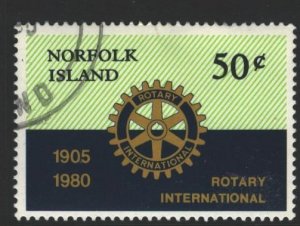 NORFOLK 50¢
ISLAND
ROTARY
INTERNATIONAL
1905
1980 ROTARY
INTERNATIONAL